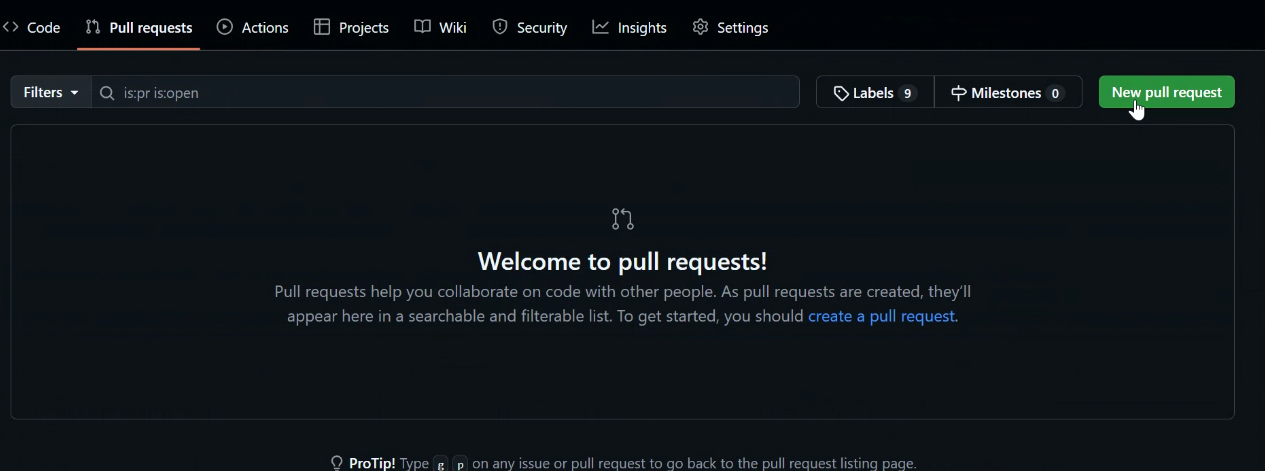 Code Pull requests Actions Projects Wiki Security Insights Settings
Filters is:pr is:open Labels 9 Milestones 0 New pull request
Welcome to pull requests!
Pull requests help you collaborate on code with other people. As pull requests are created, they'll
appear here in a searchable and filterable list. To get started, you should create a pull request.
ProTip! Type g p on any issue or pull request to go back to the pull request listing page.